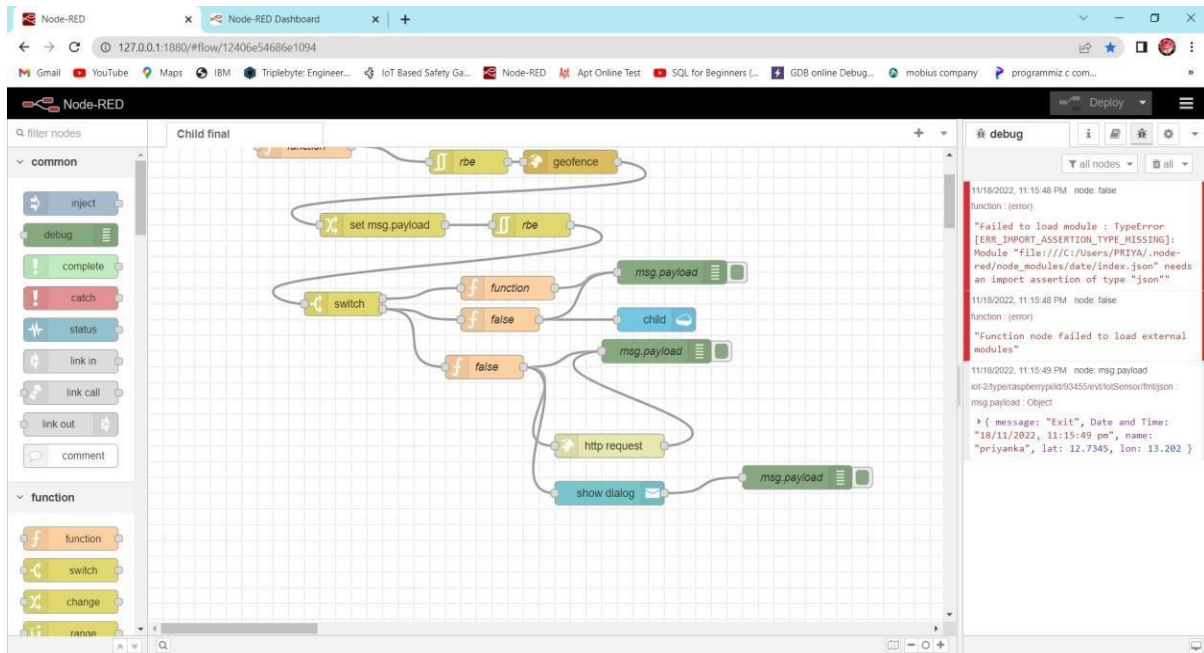 Node-RED
Node-RED Dashboard
127.0.0.1:1880/#flow/12406e54686e1094
Gmail YouTube Maps IBM Triplebyte: Engineer... IoT Based Safety Ga... Node-RED Apt Online Test SQL for Beginners (... GDB online Debug... mobius company programmiz c com... »
Node-RED
Deploy
filter nodes
Child final
debug
all nodes
all
common
inject
debug
complete
catch
status
link in
link call
link out
comment
function
function
switch
change
range
function
rbe
geofence
set msg.payload
rbe
switch
function
msg.payload
false
child
false
msg.payload
http request
show dialog
msg.payload
11/18/2022, 11:15:48 PM node: false
function : (error)
"Failed to load module : TypeError
[ERR_IMPORT_ASSERTION_TYPE_MISSING]:
Module "file:///C:/Users/PRIYA/.node-
red/node_modules/date/index.json" needs
an import assertion of type "json""
11/18/2022, 11:15:48 PM node: false
function : (error)
"Function node failed to load external
modules"
11/18/2022, 11:15:49 PM node: msg.payload
iot-2/type/raspberrypi/id/93455/evt/IotSensor/fmt/json :
msg.payload : Object
{ message: "Exit", Date and Time:
"18/11/2022, 11:15:49 pm", name:
"priyanka", lat: 12.7345, lon: 13.202 }